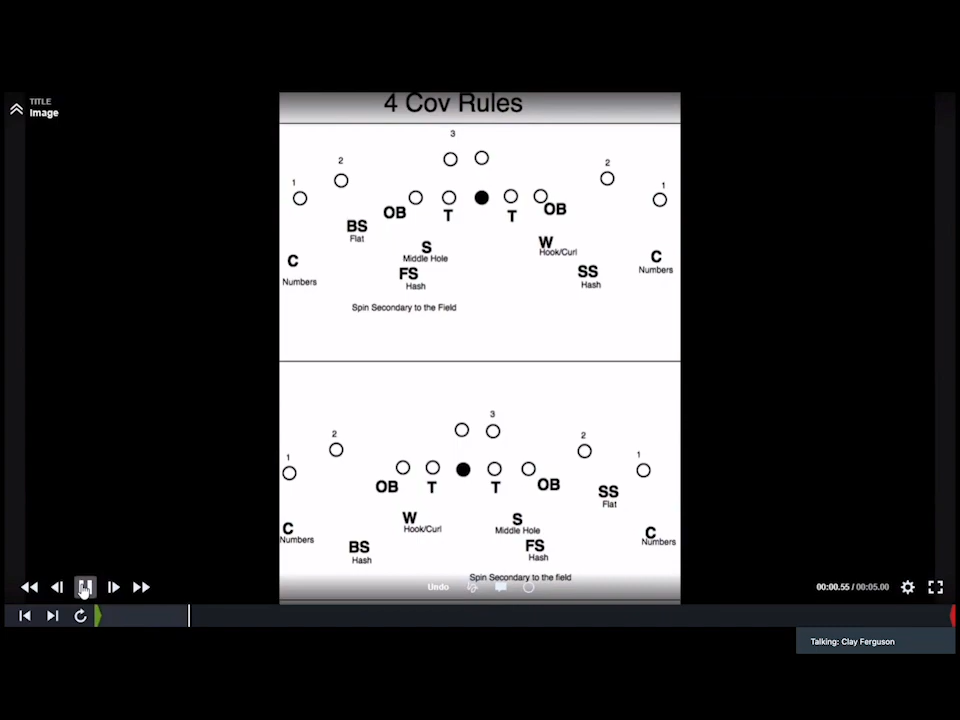 TITLE
Image
4 Cov Rules
3
2
2
1
1
OB
T
T
OB
BS
Flat
S
Middle Hole
W
Hook/Curl
C
Numbers
FS
Hash
SS
Hash
C
Numbers
Spin Secondary to the Field
3
2
2
1
1
OB
T
T
OB
SS
Flat
W
Hook/Curl
S
Middle Hole
C
Numbers
BS
Hash
FS
Hash
C
Numbers
Spin Secondary to the field
Undo
00:00.55 / 00:05.00
Talking: Clay Ferguson